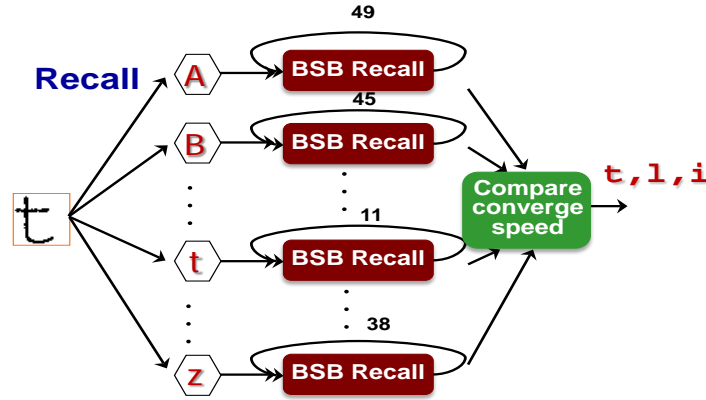 49
Recall
A
BSB Recall
45
B
BSB Recall
t
Compare
converge
speed
t,l,i
11
t
BSB Recall
38
z
BSB Recall